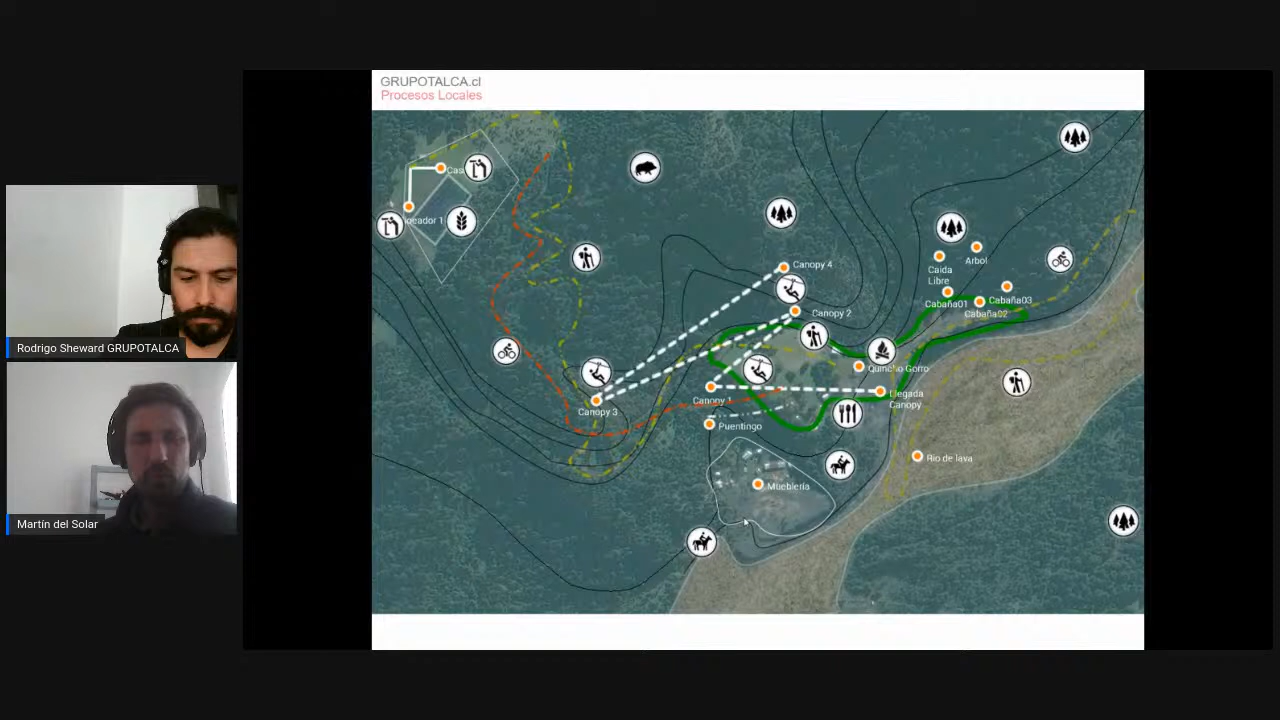 GRUPOTALCA.cl
Procesos Locales
Canopy 4
Arbol
Caida
Libre
Cabaña01
Cabaña03
Cabaña02
Canopy 2
Quincho Gorro
Canopy 1
Llegada
Canopy
Canopy 3
Puentingo
Rio de lava
Mueblería
Rodrigo Sheward GRUPOTALCA
Martín del Solar